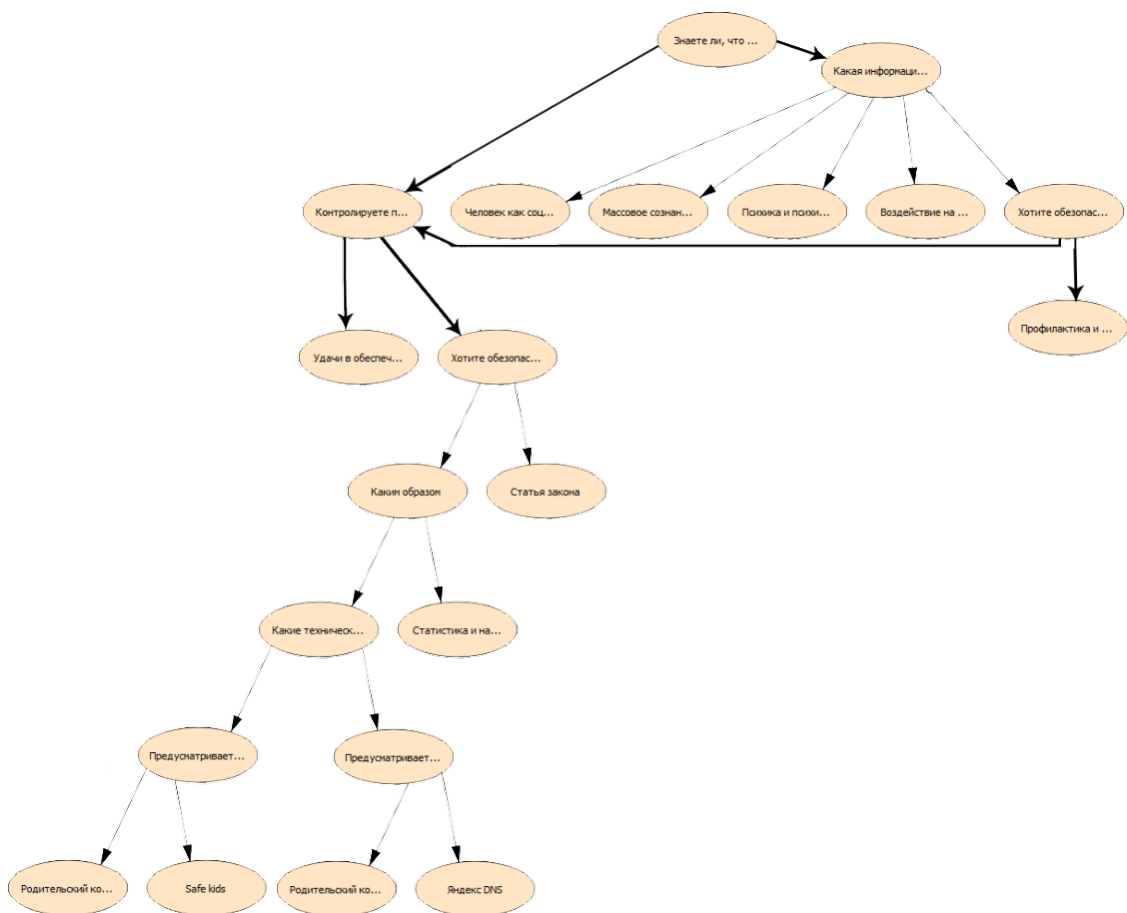 Знаете ли, что ...
Какая информаци...
Контролируете п...
Человек как соц...
Массовое сознан...
Психика и психи...
Воздействие на ...
Хотите обезопас...
Профилактика и ...
Удачи в обеспеч...
Хотите обезопас...
Каким образом
Статья закона
Какие техническ...
Статистика и на...
Предусматривает...
Предусматривает...
Родительский ко...
Safe kids
Родительский ко...
Яндекс DNS